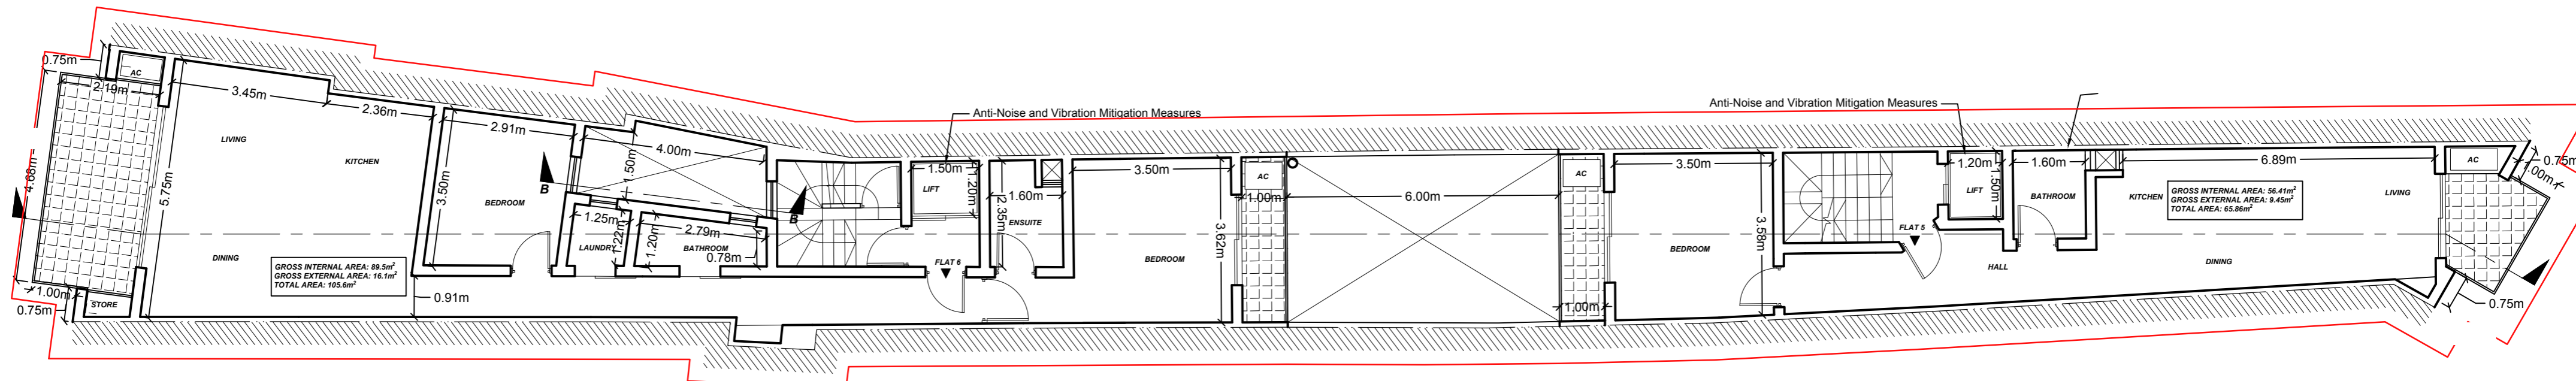 0.75m
AC
2.19m
3.45m
2.36m
LIVING
KITCHEN
4.68m
5.75m
DINING
GROSS INTERNAL AREA: 89.5m²
GROSS EXTERNAL AREA: 16.1m²
TOTAL AREA: 105.6m²
1.00m
0.75m
STORE
0.91m
2.91m
3.50m
BEDROOM
B
4.00m
1.50m
1.25m
LAUNDRY
1.22m
1.20m
2.79m
BATHROOM
0.78m
B
Anti-Noise and Vibration Mitigation Measures
1.50m
1.20m
LIFT
FLAT 6
1.60m
2.35m
ENSUITE
3.50m
BEDROOM
3.62m
AC
1.00m
6.00m
AC
1.00m
3.50m
BEDROOM
3.58m
Anti-Noise and Vibration Mitigation Measures
1.20m
1.50m
LIFT
FLAT 5
HALL
1.60m
BATHROOM
6.89m
KITCHEN
GROSS INTERNAL AREA: 56.41m²
GROSS EXTERNAL AREA: 9.45m²
TOTAL AREA: 65.86m²
LIVING
DINING
AC
0.75m
1.00m
0.75m